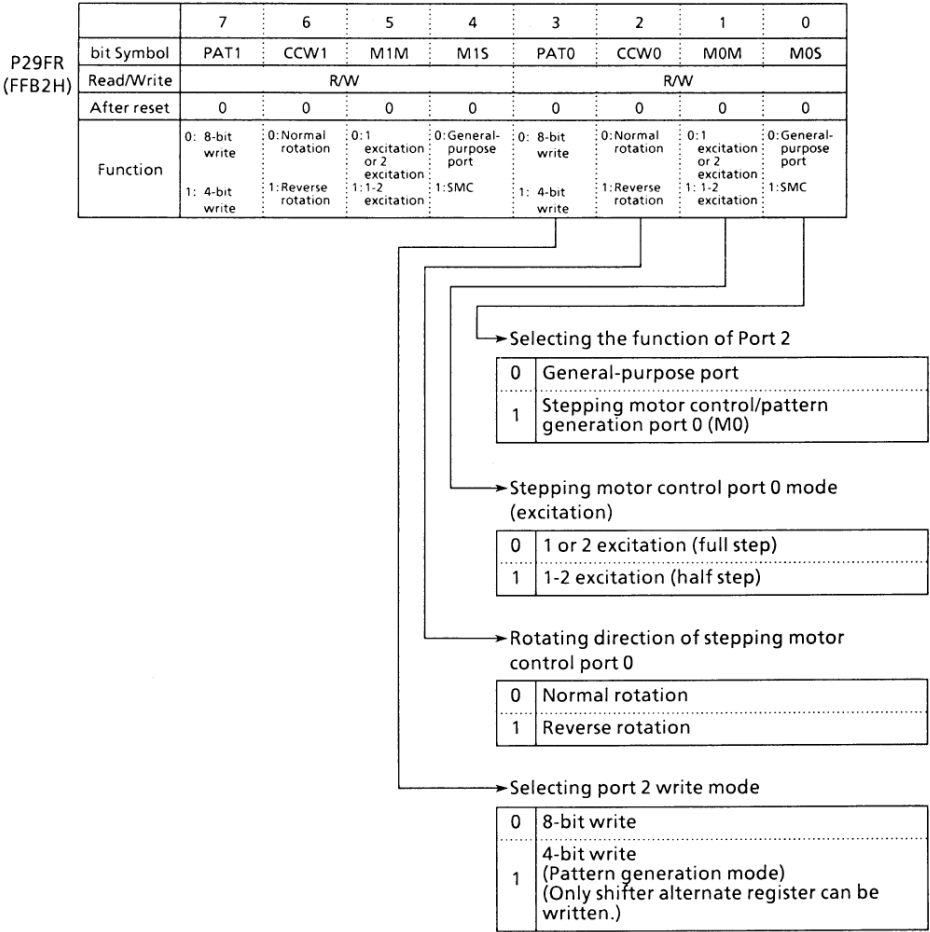 7 6 5 4 3 2 1 0
P29FR
(FFB2H)
bit Symbol PAT1 CCW1 M1M M1S PAT0 CCW0 M0M M0S
Read/Write R/W R/W
After reset 0 0 0 0 0 0 0 0
Function
0: 8-bit write
1: 4-bit write
0:Normal rotation
1:Reverse rotation
0:1 excitation or 2 excitation
1:1-2 excitation
0:General-purpose port
1:SMC
0: 8-bit write
1: 4-bit write
0:Normal rotation
1:Reverse rotation
0:1 excitation or 2 excitation
1:1-2 excitation
0:General-purpose port
1:SMC
Selecting the function of Port 2
0 General-purpose port
1 Stepping motor control/pattern
generation port 0 (M0)
Stepping motor control port 0 mode
(excitation)
0 1 or 2 excitation (full step)
1 1-2 excitation (half step)
Rotating direction of stepping motor
control port 0
0 Normal rotation
1 Reverse rotation
Selecting port 2 write mode
0 8-bit write
1 4-bit write
(Pattern generation mode)
(Only shifter alternate register can be
written.)